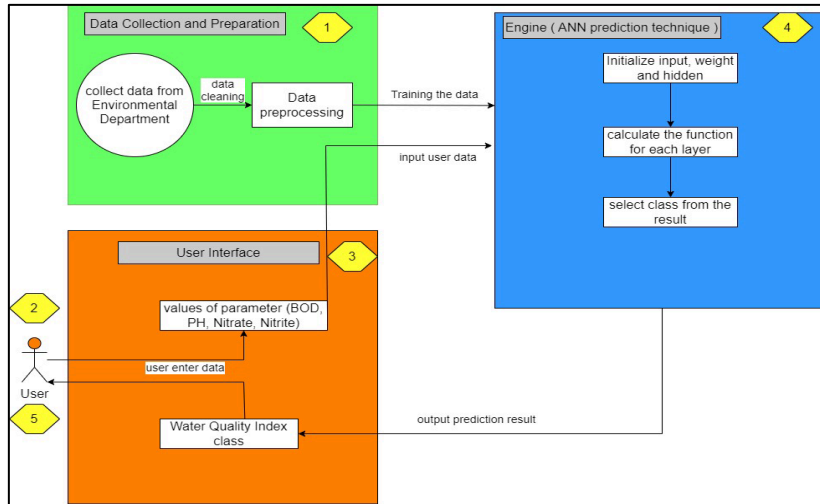 Data Collection and Preparation
1
collect data from
Environmental
Department
data
cleaning
Data
preprocessing
Training the data
input user data
Engine ( ANN prediction technique )
4
Initialize input, weight
and hidden
calculate the function
for each layer
select class from the
result
User Interface
3
2
values of parameter (BOD,
PH, Nitrate, Nitrite)
user enter data
User
5
Water Quality Index
class
output prediction result